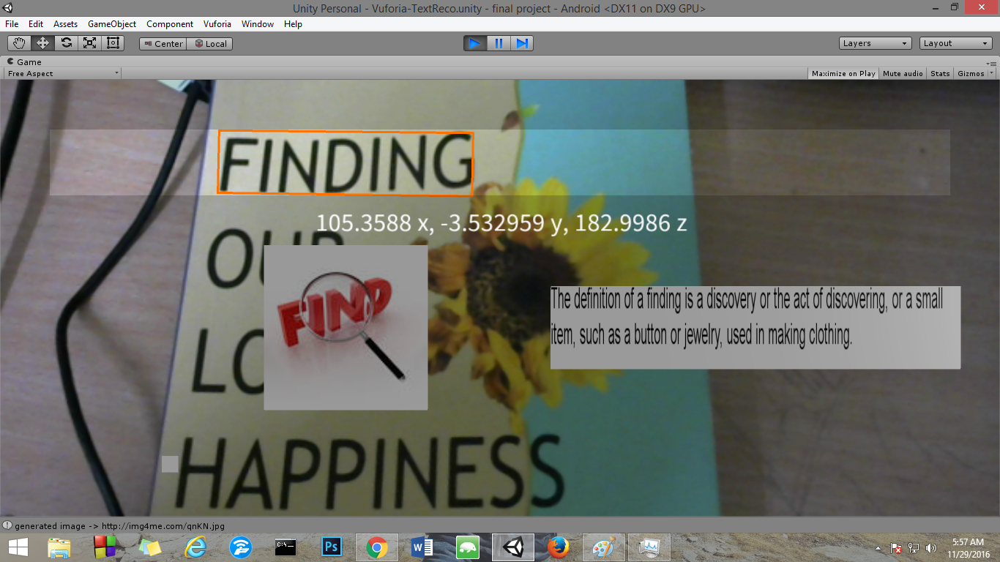 Unity Personal - Vuforia-TextReco.unity - final project - Android <DX11 on DX9 GPU>
File Edit Assets GameObject Component Vuforia Window Help
Center Local Layers Layout
Game
Free Aspect Maximize on Play Mute audio Stats Gizmos
FINDING
105.3588 x, -3.532959 y, 182.9986 z
OUR
FIND
The definition of a finding is a discovery or the act of discovering, or a small
item, such as a button or jewelry, used in making clothing.
LO
HAPPINESS
generated image -> http://img4me.com/qnKN.jpg
C:\_
Ps
W
5:57 AM
11/29/2016